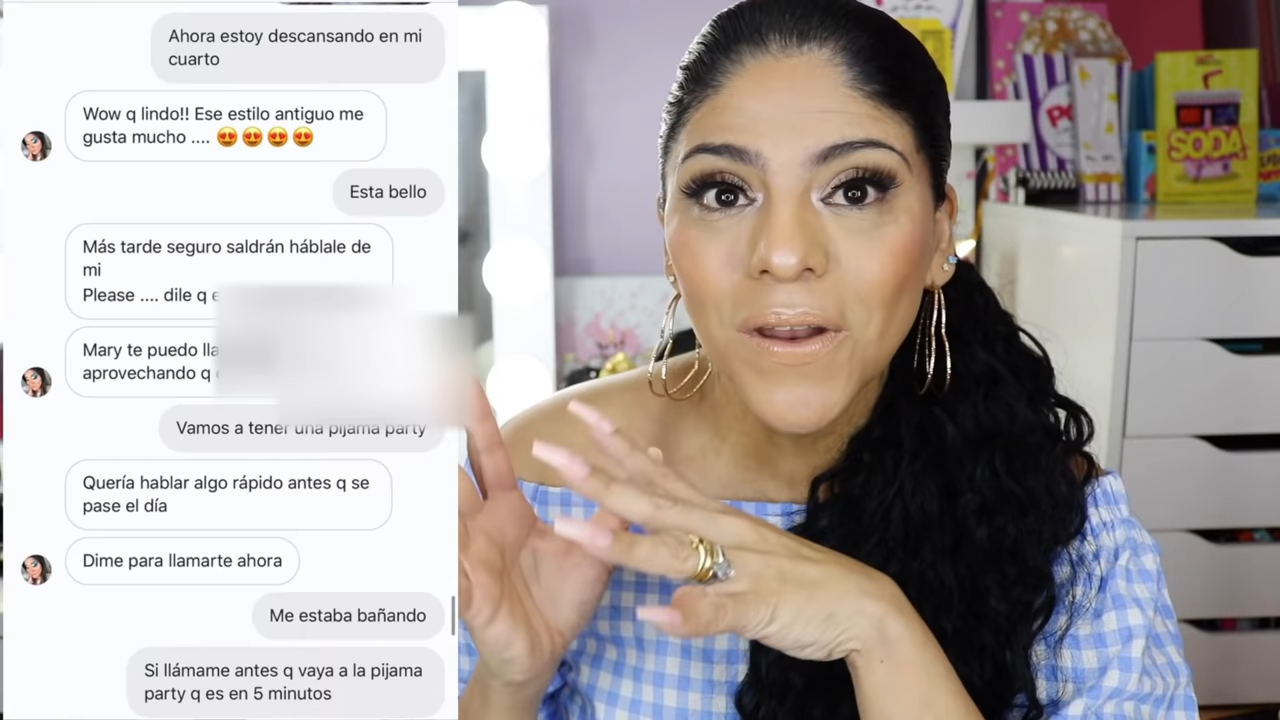 Ahora estoy descansando en mi
cuarto
Wow q lindo!! Ese estilo antiguo me
gusta mucho .... 😍😍😍😍
Esta bello
Más tarde seguro saldrán háblale de
mi
Please .... dile q
Mary te puedo
aprovechando q
Vamos a tener una pijama party
Quería hablar algo rápido antes q se
pase el día
Dime para llamarte ahora
Me estaba bañando
Si llámame antes q vaya a la pijama
party q es en 5 minutos
SODA